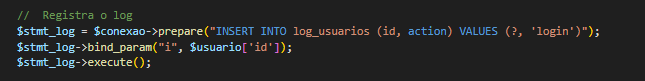 //  Registra o log
$stmt_log = $conexao->prepare("INSERT INTO log_usuarios (id, action) VALUES (?, 'login')");
$stmt_log->bind_param("i", $usuario['id']);
$stmt_log->execute();